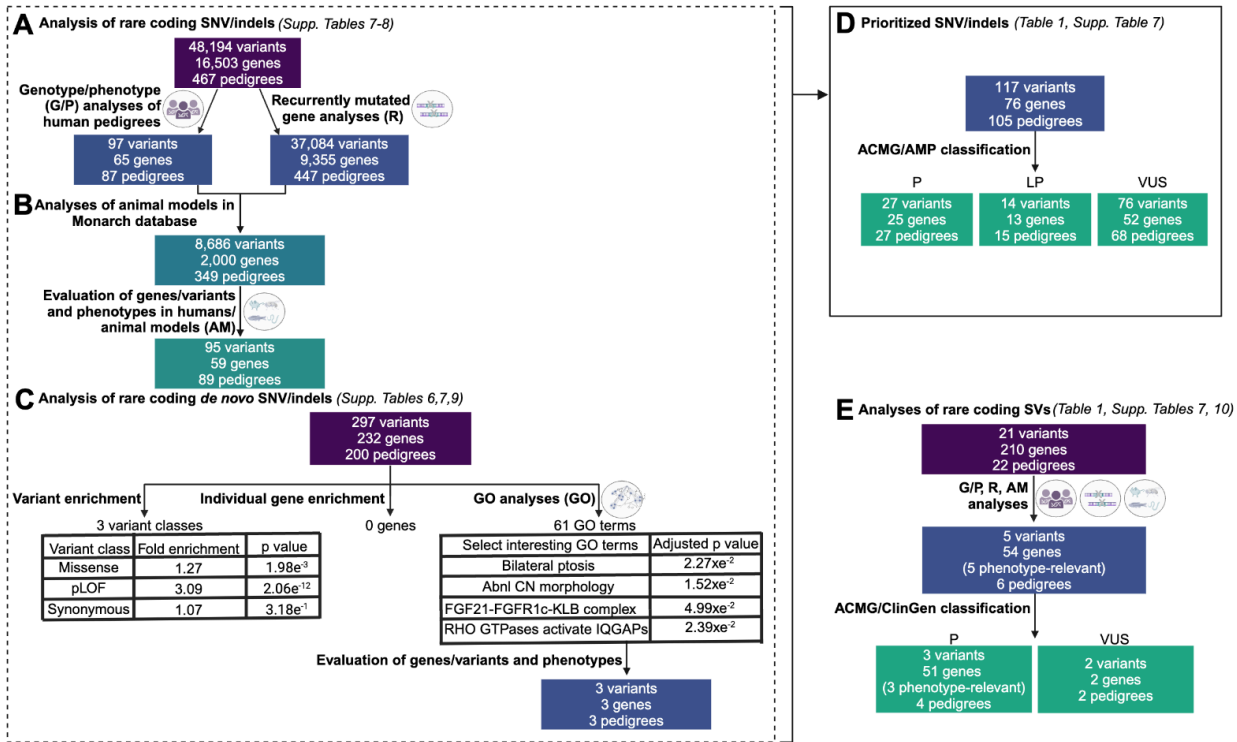 A Analysis of rare coding SNV/indels (Supp. Tables 7-8)
48,194 variants
16,503 genes
467 pedigrees
Genotype/phenotype
(G/P) analyses of
human pedigrees
Recurrently mutated
gene analyses (R)
97 variants
65 genes
87 pedigrees
37,084 variants
9,355 genes
447 pedigrees
B Analyses of animal models in
Monarch database
8,686 variants
2,000 genes
349 pedigrees
Evaluation of genes/variants
and phenotypes in humans/
animal models (AM)
95 variants
59 genes
89 pedigrees
C Analysis of rare coding de novo SNV/indels (Supp. Tables 6,7,9)
297 variants
232 genes
200 pedigrees
Variant enrichment
Individual gene enrichment
GO analyses (GO)
3 variant classes
0 genes
61 GO terms
Variant class Fold enrichment p value
Missense 1.27 1.98e-3
pLOF 3.09 2.06e-12
Synonymous 1.07 3.18e-1
Select interesting GO terms Adjusted p value
Bilateral ptosis 2.27xe-2
Abnl CN morphology 1.52xe-2
FGF21-FGFR1c-KLB complex 4.99xe-2
RHO GTPases activate IQGAPs 2.39xe-2
Evaluation of genes/variants and phenotypes
3 variants
3 genes
3 pedigrees
D Prioritized SNV/indels (Table 1, Supp. Table 7)
117 variants
76 genes
105 pedigrees
ACMG/AMP classification
P
LP
VUS
27 variants
25 genes
27 pedigrees
14 variants
13 genes
15 pedigrees
76 variants
52 genes
68 pedigrees
E Analyses of rare coding SVs (Table 1, Supp. Tables 7, 10)
21 variants
210 genes
22 pedigrees
G/P, R, AM
analyses
5 variants
54 genes
(5 phenotype-relevant)
6 pedigrees
ACMG/ClinGen classification
P
VUS
3 variants
51 genes
(3 phenotype-relevant)
4 pedigrees
2 variants
2 genes
2 pedigrees